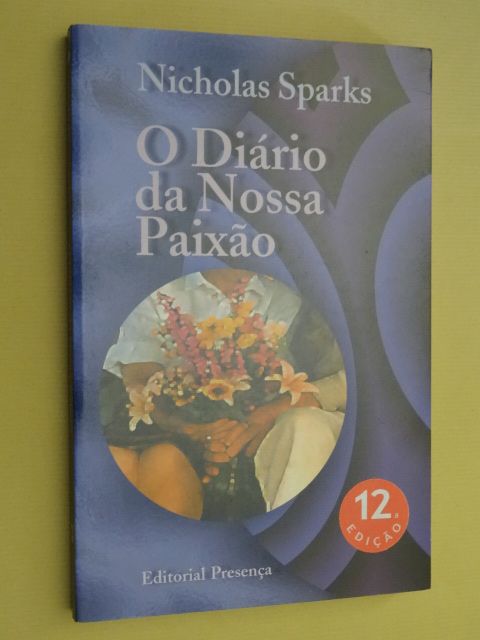 Nicholas Sparks
O Diário
da Nossa
Paixão
12.ª
EDIÇÃO
Editorial Presença